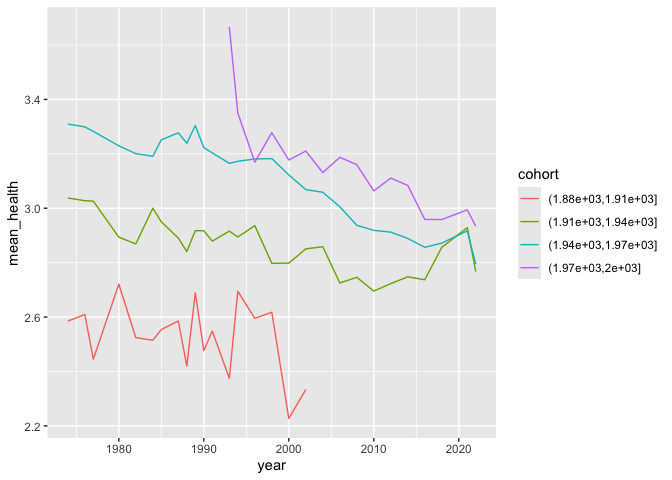 3.4
3.0
2.6
2.2
mean_health
1980 1990 2000 2010 2020
year
cohort
(1.88e+03,1.91e+03]
(1.91e+03,1.94e+03]
(1.94e+03,1.97e+03]
(1.97e+03,2e+03]